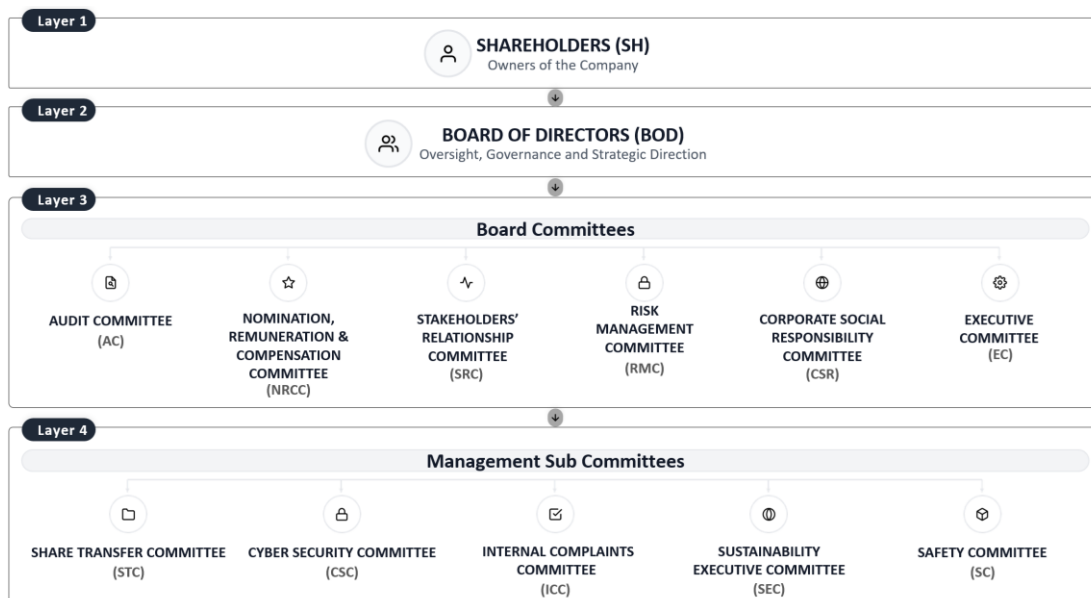 Layer 1
SHAREHOLDERS (SH)
Owners of the Company
Layer 2
BOARD OF DIRECTORS (BOD)
Oversight, Governance and Strategic Direction
Layer 3
Board Committees
AUDIT COMMITTEE
(AC)
NOMINATION,
REMUNERATION &
COMPENSATION
COMMITTEE
(NRCC)
STAKEHOLDERS’
RELATIONSHIP
COMMITTEE
(SRC)
RISK
MANAGEMENT
COMMITTEE
(RMC)
CORPORATE SOCIAL
RESPONSIBILITY
COMMITTEE
(CSR)
EXECUTIVE
COMMITTEE
(EC)
Layer 4
Management Sub Committees
SHARE TRANSFER COMMITTEE
(STC)
CYBER SECURITY COMMITTEE
(CSC)
INTERNAL COMPLAINTS
COMMITTEE
(ICC)
SUSTAINABILITY
EXECUTIVE COMMITTEE
(SEC)
SAFETY COMMITTEE
(SC)